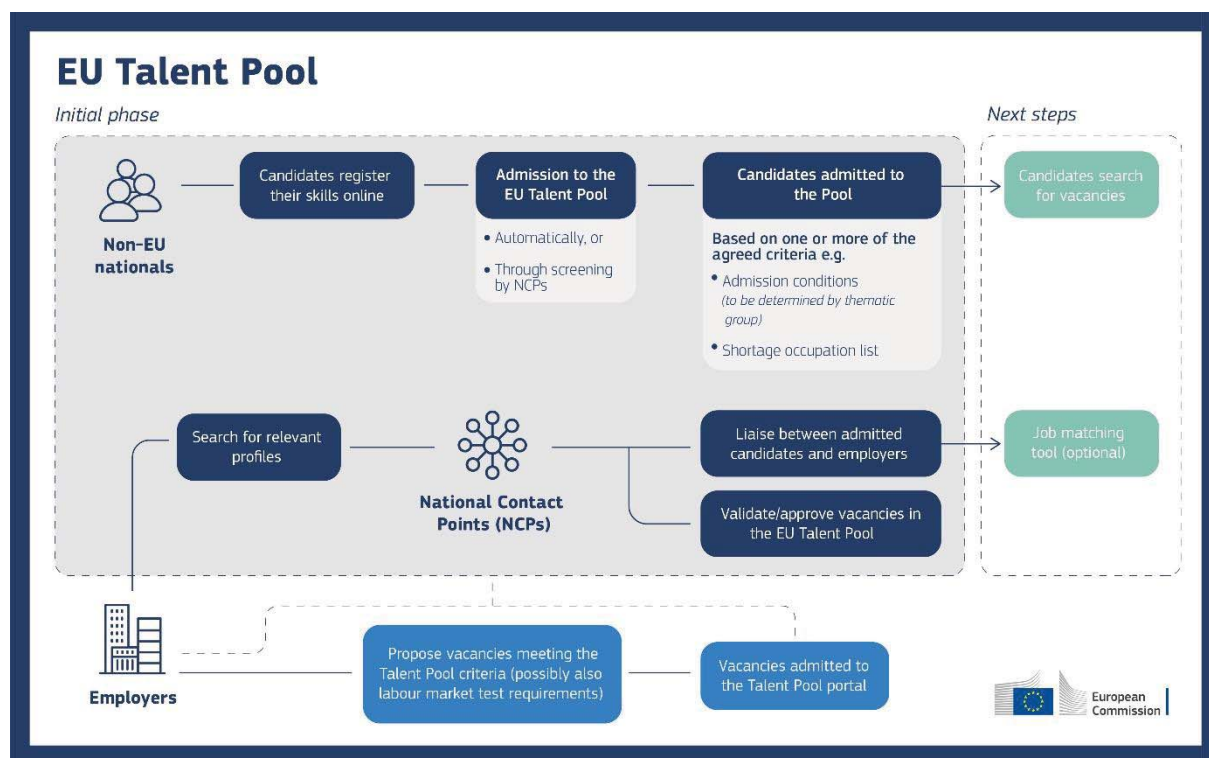 EU Talent Pool
Initial phase
Next steps
Non-EU
nationals
Candidates register
their skills online
Admission to the
EU Talent Pool
• Automatically, or
• Through screening
by NCPs
Candidates admitted to
the Pool
Based on one or more of the
agreed criteria e.g.
• Admission conditions
(to be determined by thematic
group)
• Shortage occupation list
Candidates search
for vacancies
Search for relevant
profiles
National Contact
Points (NCPs)
Liaise between admitted
candidates and employers
Validate/approve vacancies in
the EU Talent Pool
Job matching
tool (optional)
Employers
Propose vacancies meeting the
Talent Pool criteria (possibly also
labour market test requirements)
Vacancies admitted to
the Talent Pool portal
European
Commission